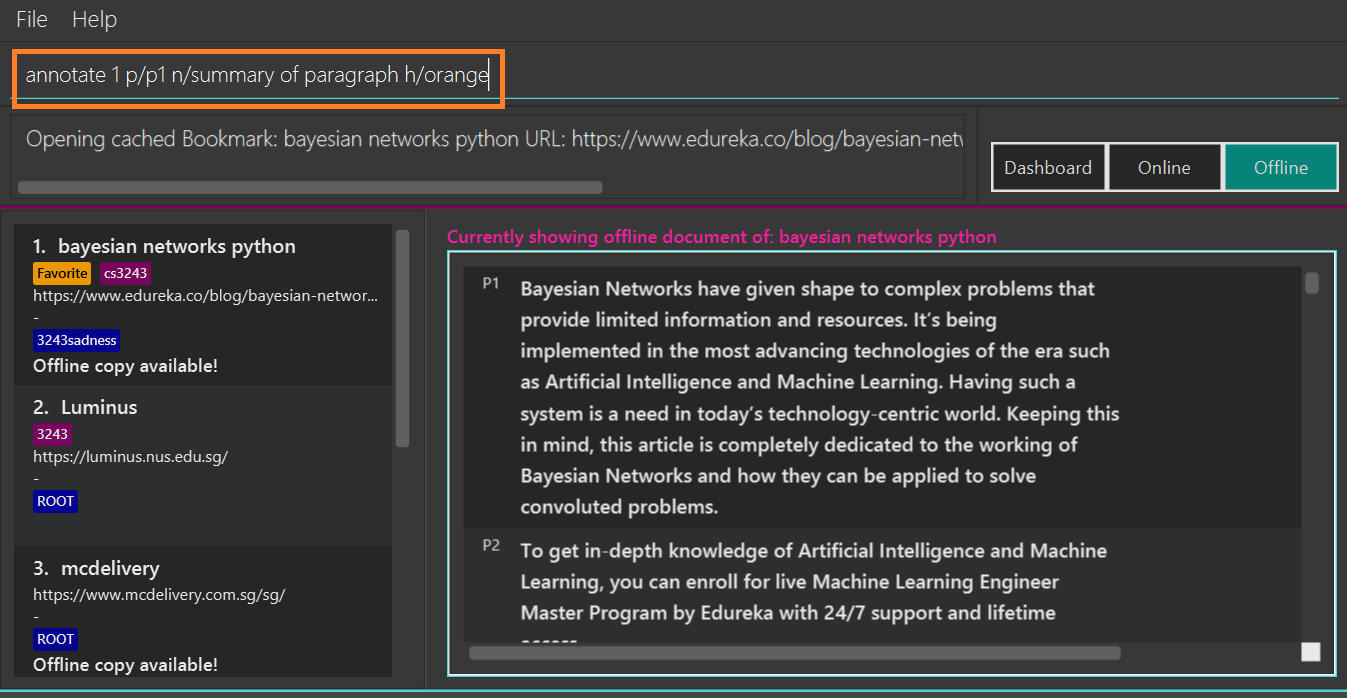 File Help
annotate 1 p/p1 n/summary of paragraph h/orange
Opening cached Bookmark: bayesian networks python URL: https://www.edureka.co/blog/bayesian-netw
Dashboard Online Offline
1. bayesian networks python
Favorite cs3243
https://www.edureka.co/blog/bayesian-networ...
-
3243sadness
Offline copy available!
2. Luminus
3243
https://luminus.nus.edu.sg/
-
ROOT
3. mcdelivery
https://www.mcdelivery.com.sg/sg/
-
ROOT
Offline copy available!
Currently showing offline document of: bayesian networks python
P1 Bayesian Networks have given shape to complex problems that
provide limited information and resources. It’s being
implemented in the most advancing technologies of the era such
as Artificial Intelligence and Machine Learning. Having such a
system is a need in today’s technology-centric world. Keeping this
in mind, this article is completely dedicated to the working of
Bayesian Networks and how they can be applied to solve
convoluted problems.
P2 To get in-depth knowledge of Artificial Intelligence and Machine
Learning, you can enroll for live Machine Learning Engineer
Master Program by Edureka with 24/7 support and lifetime